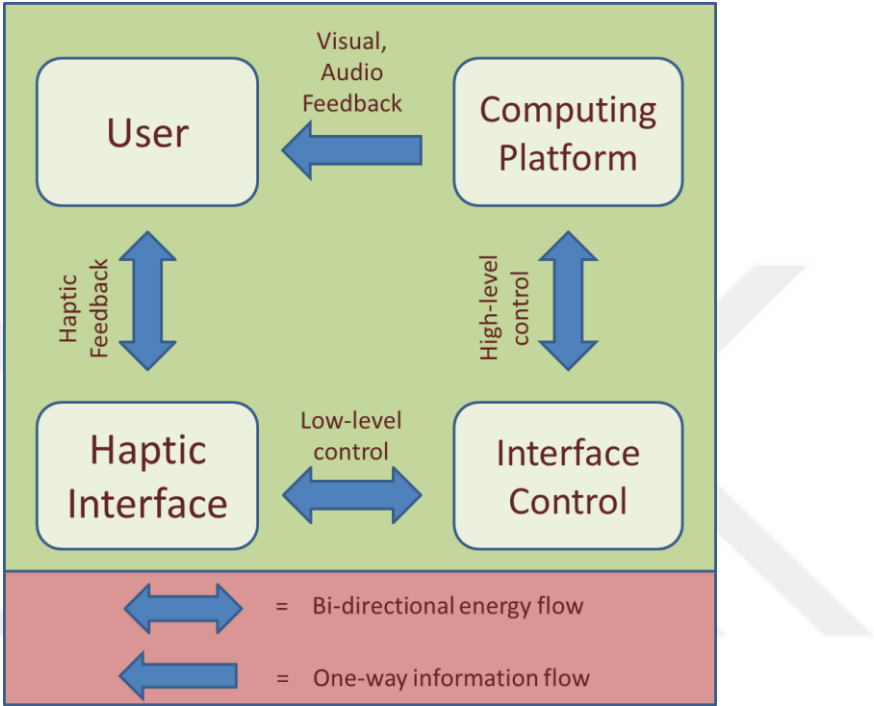 User
Visual,
Audio
Feedback
Computing
Platform
Haptic
Feedback
High-level
control
Haptic
Interface
Low-level
control
Interface
Control
= Bi-directional energy flow
= One-way information flow